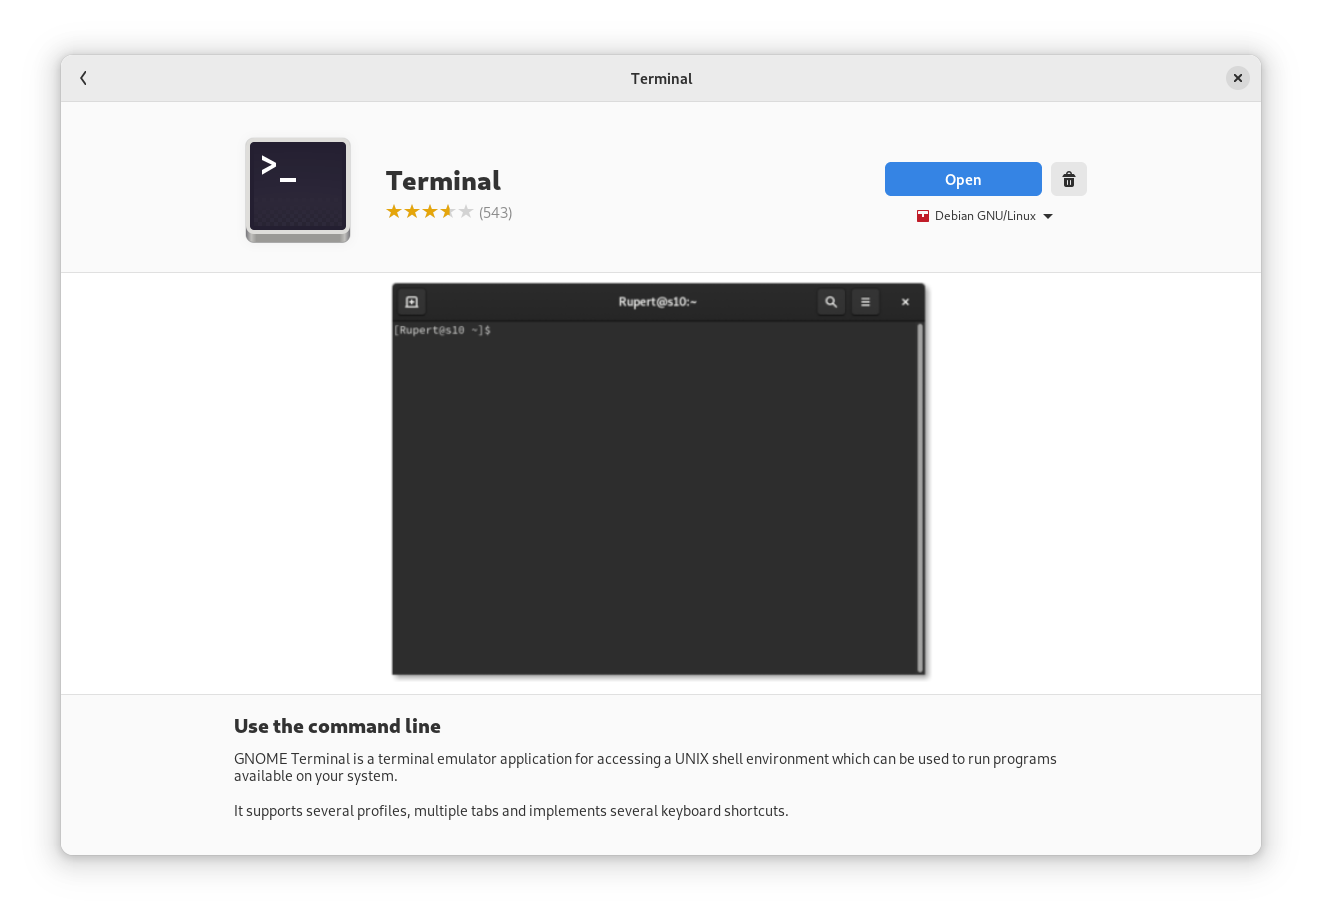 Terminal
>_
Terminal
(543)
Open
Debian GNU/Linux
Rupert@s10:~
[Rupert@s10 ~]$
Use the command line
GNOME Terminal is a terminal emulator application for accessing a UNIX shell environment which can be used to run programs
available on your system.
It supports several profiles, multiple tabs and implements several keyboard shortcuts.